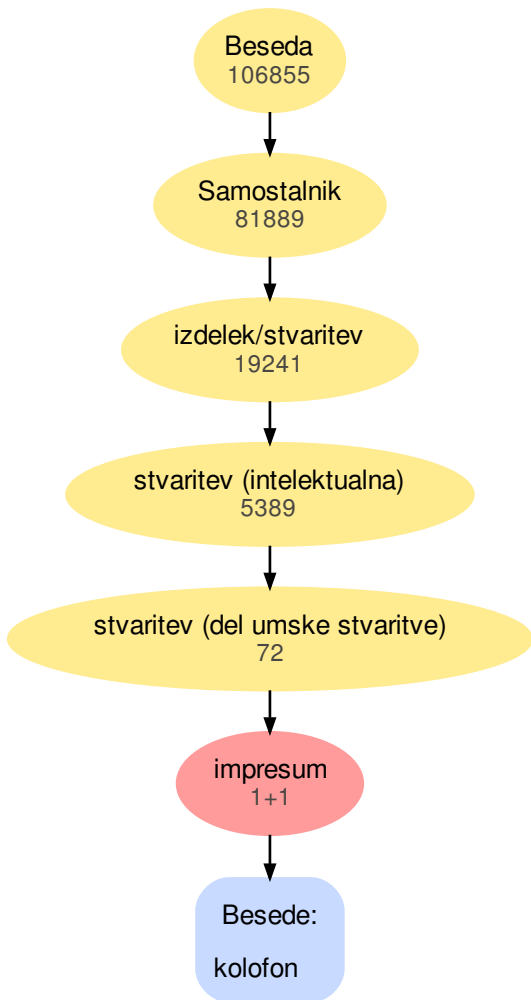 Beseda
106855
Samostalnik
81889
izdelek/stvaritev
19241
stvaritev (intelektualna)
5389
stvaritev (del umske stvaritve)
72
impresum
1+1
Besede:
kolofon